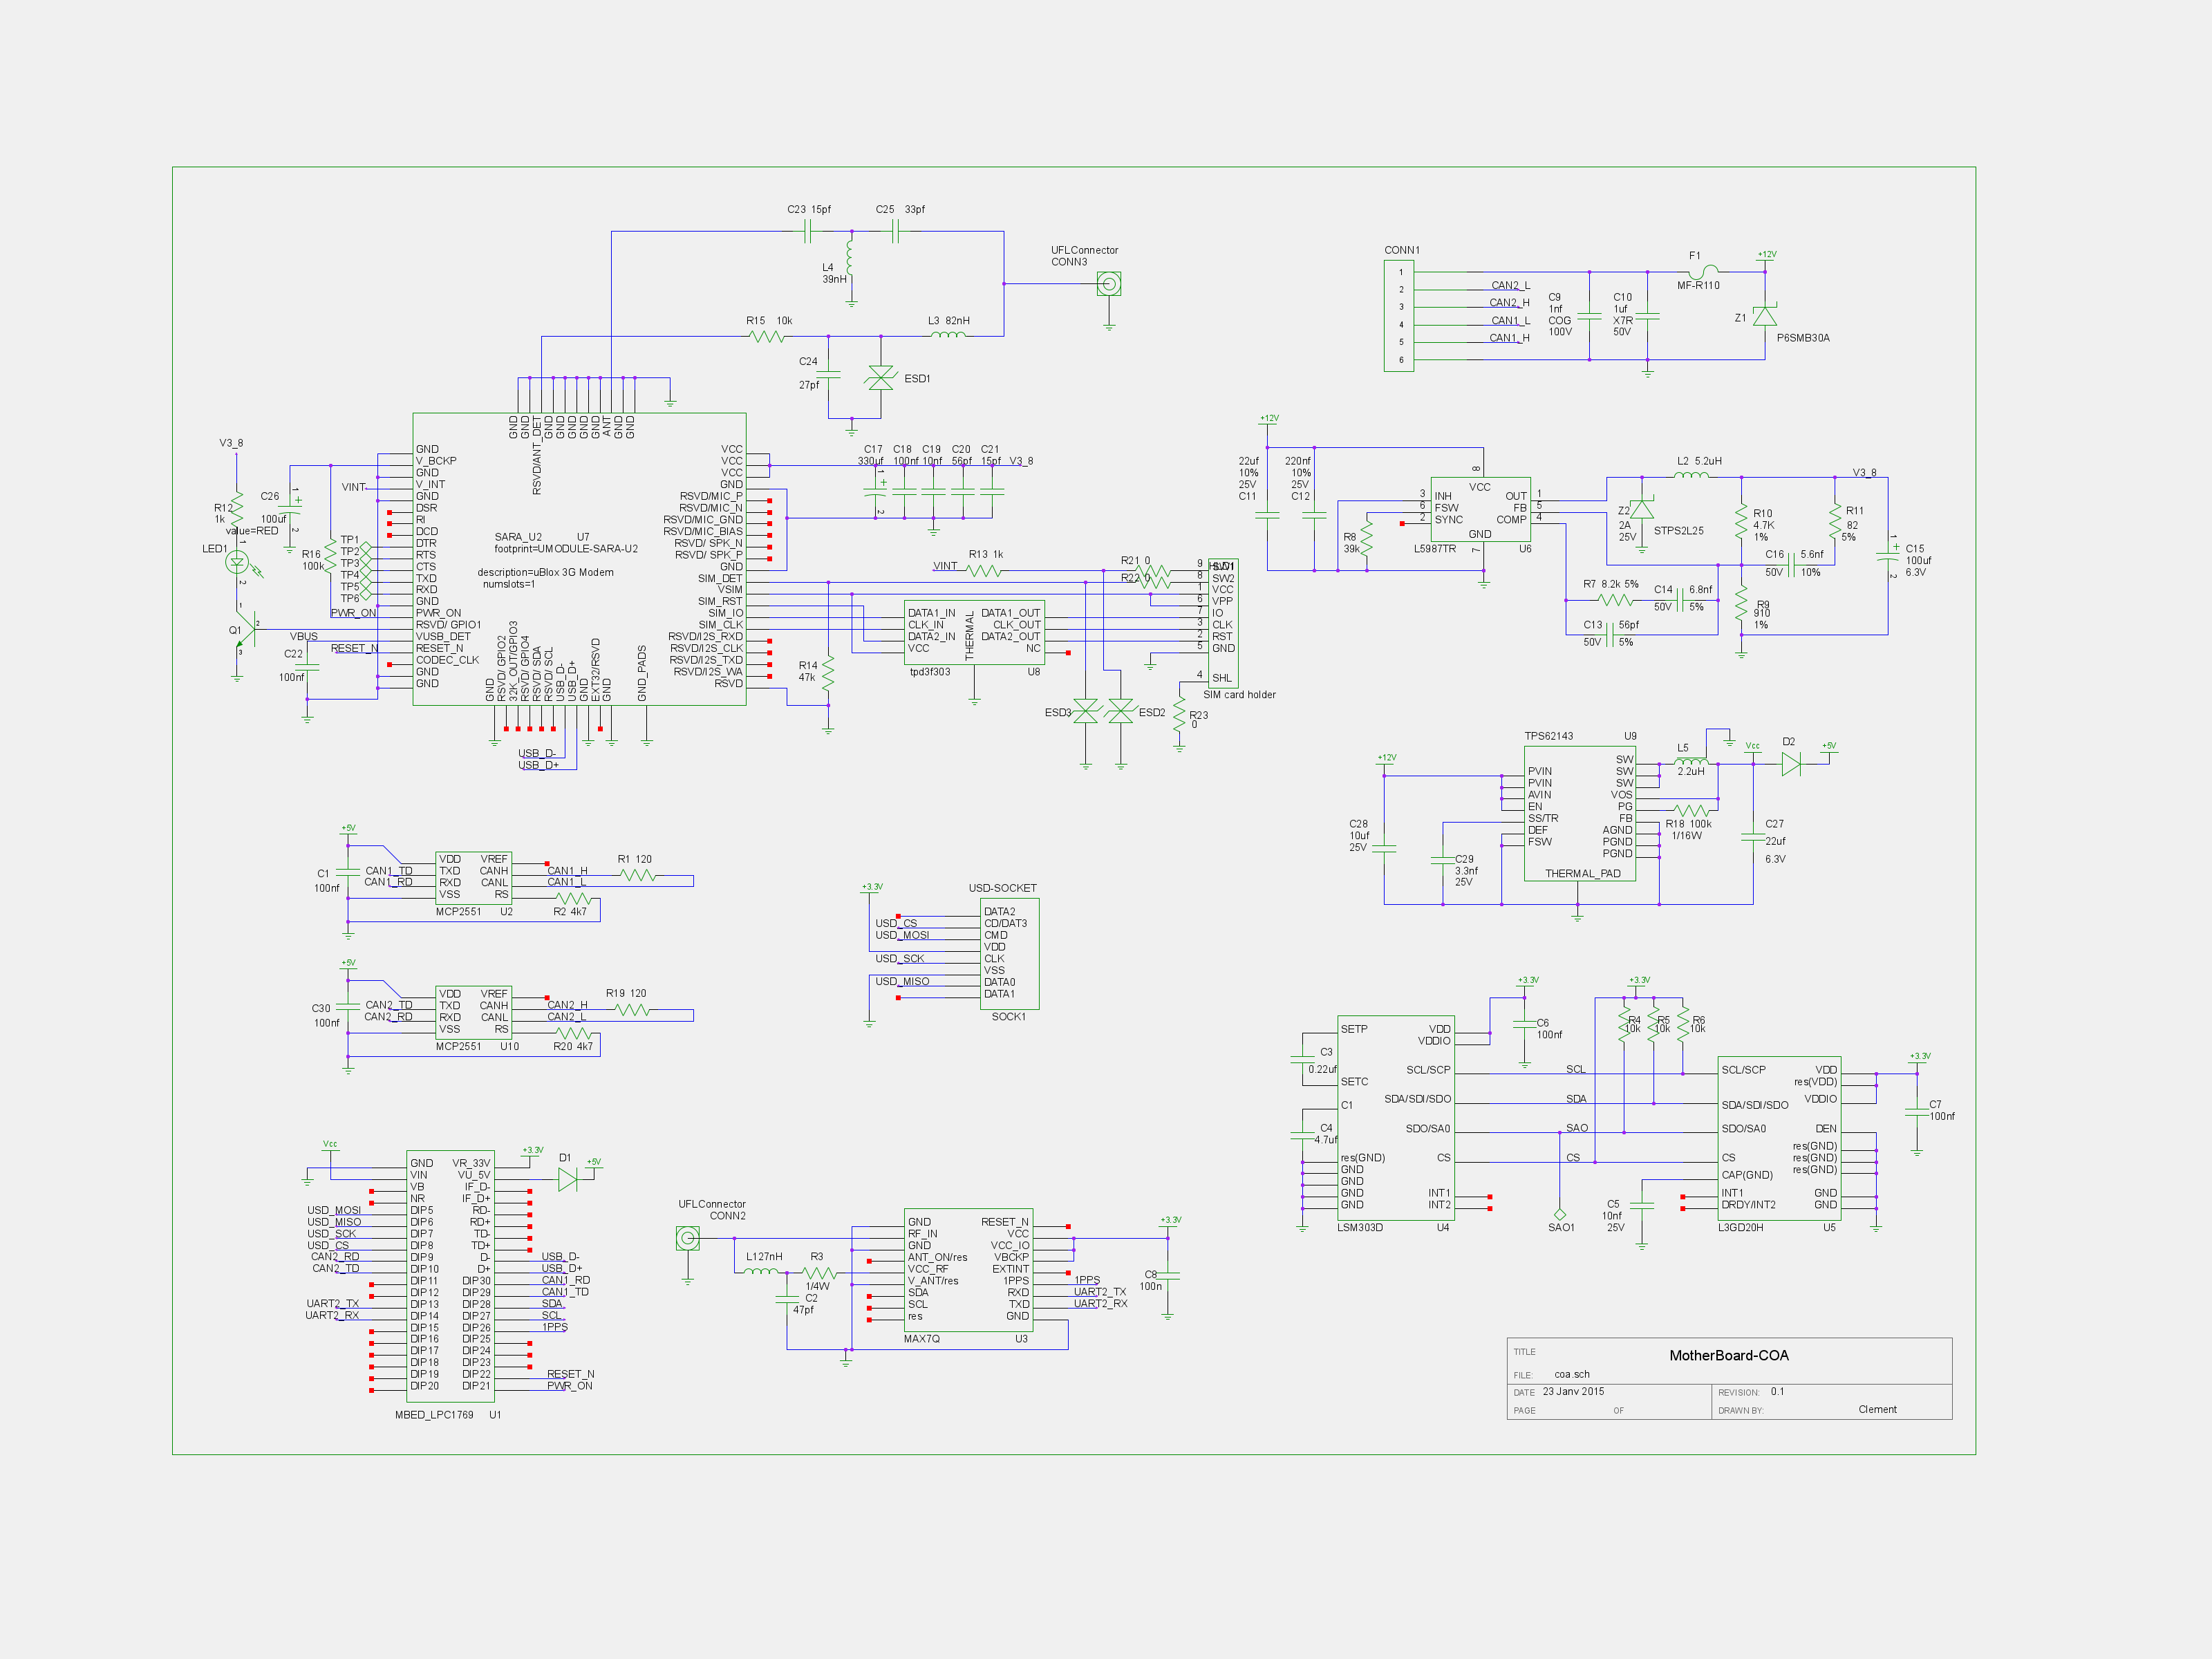 C23 15pf
C25 33pf
L4
39nH
UFLConnector
CONN3
R15 10k
L3 82nH
C24
27pf
ESD1
CONN1
1
2
3
4
5
6
CAN2_L
CAN2_H
CAN1_L
CAN1_H
C9
1nf
COG
100V
C10
1uf
X7R
50V
F1
MF-R110
+12V
Z1
P6SMB30A
GND
GND
RSVD/ANT_DET
GND
GND
GND
GND
GND
ANT
GND
GND
V3_8
R12
1k
value=RED
LED1
1
2
Q1
1
2
3
C26
100uf
1
2
+
VINT
R16
100k
TP1
TP2
TP3
TP4
TP5
TP6
PWR_ON
VBUS
RESET_N
C22
100nf
GND
V_BCKP
GND
V_INT
GND
DSR
RI
DCD
DTR
RTS
CTS
TXD
RXD
GND
PWR_ON
RSVD/ GPIO1
VUSB_DET
RESET_N
CODEC_CLK
GND
GND
SARA_U2 U7
footprint=UMODULE-SARA-U2
description=uBlox 3G Modem
numslots=1
VCC
VCC
VCC
GND
RSVD/MIC_P
RSVD/MIC_N
RSVD/MIC_GND
RSVD/MIC_BIAS
RSVD/ SPK_N
RSVD/ SPK_P
GND
SIM_DET
VSIM
SIM_RST
SIM_IO
SIM_CLK
RSVD/I2S_RXD
RSVD/I2S_CLK
RSVD/I2S_TXD
RSVD/I2S_WA
RSVD
GND
RSVD/ GPIO2
32K_OUT/GPIO3
RSVD/ GPIO4
RSVD/ SDA
RSVD/ SCL
USB_D-
USB_D+
GND
EXT32/RSVD
GND
GND_PADS
USB_D-
USB_D+
C17
330uf
1
+
2
C18
100nf
C19
10nf
C20
56pf
C21
15pf
V3_8
VINT
R13 1k
R21 0
R22 0
R14
47k
DATA1_IN
CLK_IN
DATA2_IN
VCC
THERMAL
DATA1_OUT
CLK_OUT
DATA2_OUT
NC
tpd3f303
U8
9
8
1
6
7
3
2
5
4
SW1
SW2
VCC
VPP
IO
CLK
RST
GND
SHL
SIM card holder
ESD3
ESD2
R23
0
+12V
22uf
10%
25V
C11
220nf
10%
25V
C12
R8
39k
3
6
2
8
VCC
INH
FSW
SYNC
OUT
FB
COMP
GND
1
5
4
7
L5987TR
U6
L2 5.2uH
Z2
2A
25V
STPS2L25
V3_8
R10
4.7K
1%
R11
82
5%
C16
50V
5.6nf
10%
1
+
2
C15
100uf
6.3V
R7 8.2k 5%
C14
50V
6.8nf
5%
R9
910
1%
C13
50V
56pf
5%
TPS62143
U9
+12V
PVIN
PVIN
AVIN
EN
SS/TR
DEF
FSW
SW
SW
SW
VOS
PG
FB
AGND
PGND
PGND
THERMAL_PAD
L5
2.2uH
Vcc
D2
+5V
R18 100k
1/16W
C27
22uf
6.3V
C28
10uf
25V
C29
3.3nf
25V
+5V
C1
100nf
CAN1_TD
CAN1_RD
VDD
TXD
RXD
VSS
VREF
CANH
CANL
RS
MCP2551
U2
CAN1_H
CAN1_L
R1 120
R2 4k7
+5V
C30
100nf
CAN2_TD
CAN2_RD
VDD
TXD
RXD
VSS
VREF
CANH
CANL
RS
MCP2551
U10
CAN2_H
CAN2_L
R19 120
R20 4k7
+3.3V
USD-SOCKET
USD_CS
USD_MOSI
USD_SCK
USD_MISO
DATA2
CD/DAT3
CMD
VDD
CLK
VSS
DATA0
DATA1
SOCK1
+3.3V
+3.3V
C3
0.22uf
C4
4.7uf
SETP
SETC
C1
res(GND)
GND
GND
GND
GND
VDD
VDDIO
SCL/SCP
SDA/SDI/SDO
SDO/SA0
CS
INT1
INT2
LSM303D
U4
C6
100nf
R4
10k
R5
10k
R6
10k
SCL
SDA
SAO
CS
SAO1
SCL/SCP
SDA/SDI/SDO
SDO/SA0
CS
CAP(GND)
INT1
DRDY/INT2
VDD
res(VDD)
VDDIO
DEN
res(GND)
res(GND)
res(GND)
GND
GND
L3GD20H
U5
C5
10nf
25V
+3.3V
C7
100nf
Vcc
+3.3V
D1
+5V
USD_MOSI
USD_MISO
USD_SCK
USD_CS
CAN2_RD
CAN2_TD
UART2_TX
UART2_RX
GND
VIN
VB
NR
DIP5
DIP6
DIP7
DIP8
DIP9
DIP10
DIP11
DIP12
DIP13
DIP14
DIP15
DIP16
DIP17
DIP18
DIP19
DIP20
VR_33V
VU_5V
IF_D-
IF_D+
RD-
RD+
TD-
TD+
D-
D+
DIP30
DIP29
DIP28
DIP27
DIP26
DIP25
DIP24
DIP23
DIP22
DIP21
USB_D-
USB_D+
CAN1_RD
CAN1_TD
SDA
SCL
1PPS
RESET_N
PWR_ON
MBED_LPC1769
U1
UFLConnector
CONN2
L127nH
R3
1/4W
C2
47pf
GND
RF_IN
GND
ANT_ON/res
VCC_RF
V_ANT/res
SDA
SCL
res
RESET_N
VCC
VCC_IO
VBCKP
EXTINT
1PPS
RXD
TXD
GND
MAX7Q
U3
1PPS
UART2_TX
UART2_RX
+3.3V
C8
100n
TITLE
MotherBoard-COA
FILE: coa.sch
DATE 23 Janv 2015
REVISION: 0.1
PAGE OF
DRAWN BY: Clement